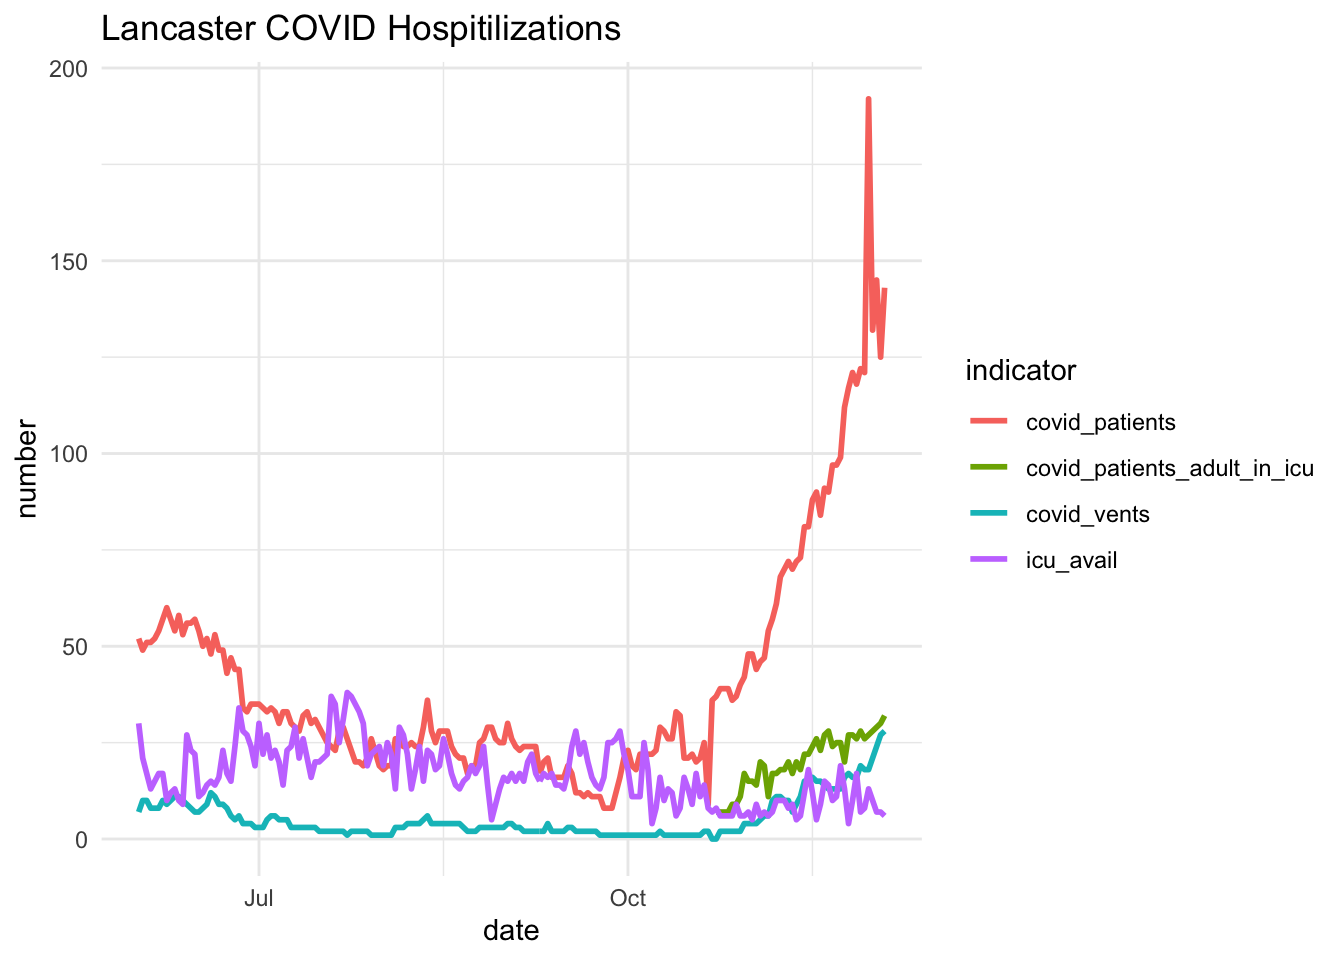 Lancaster COVID Hospitilizations
200
150
100
50
0
number
Jul
Oct
date
indicator
covid_patients
covid_patients_adult_in_icu
covid_vents
icu_avail